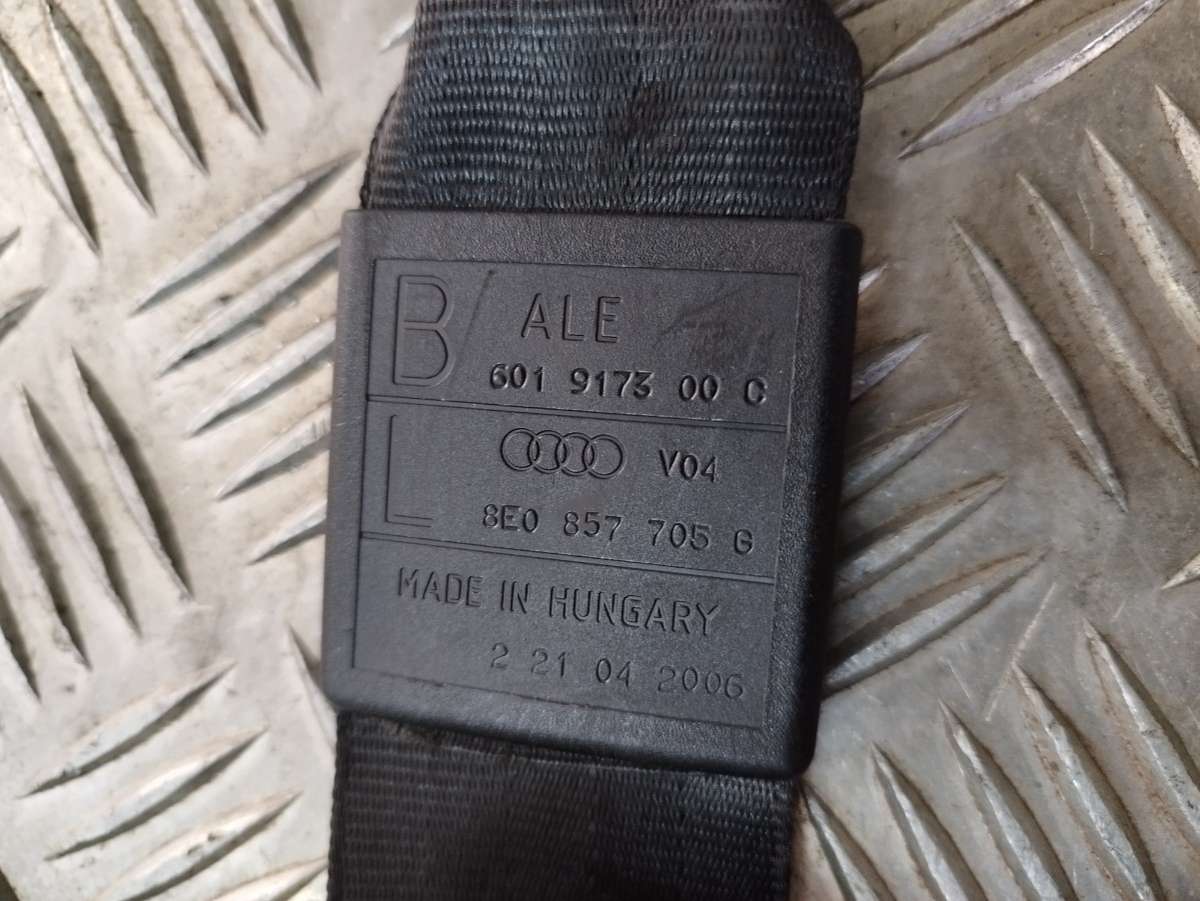 B/ ALE
601 9173 00 C
L V04
8E0 857 705 G
MADE IN HUNGARY
2 21 04 2006